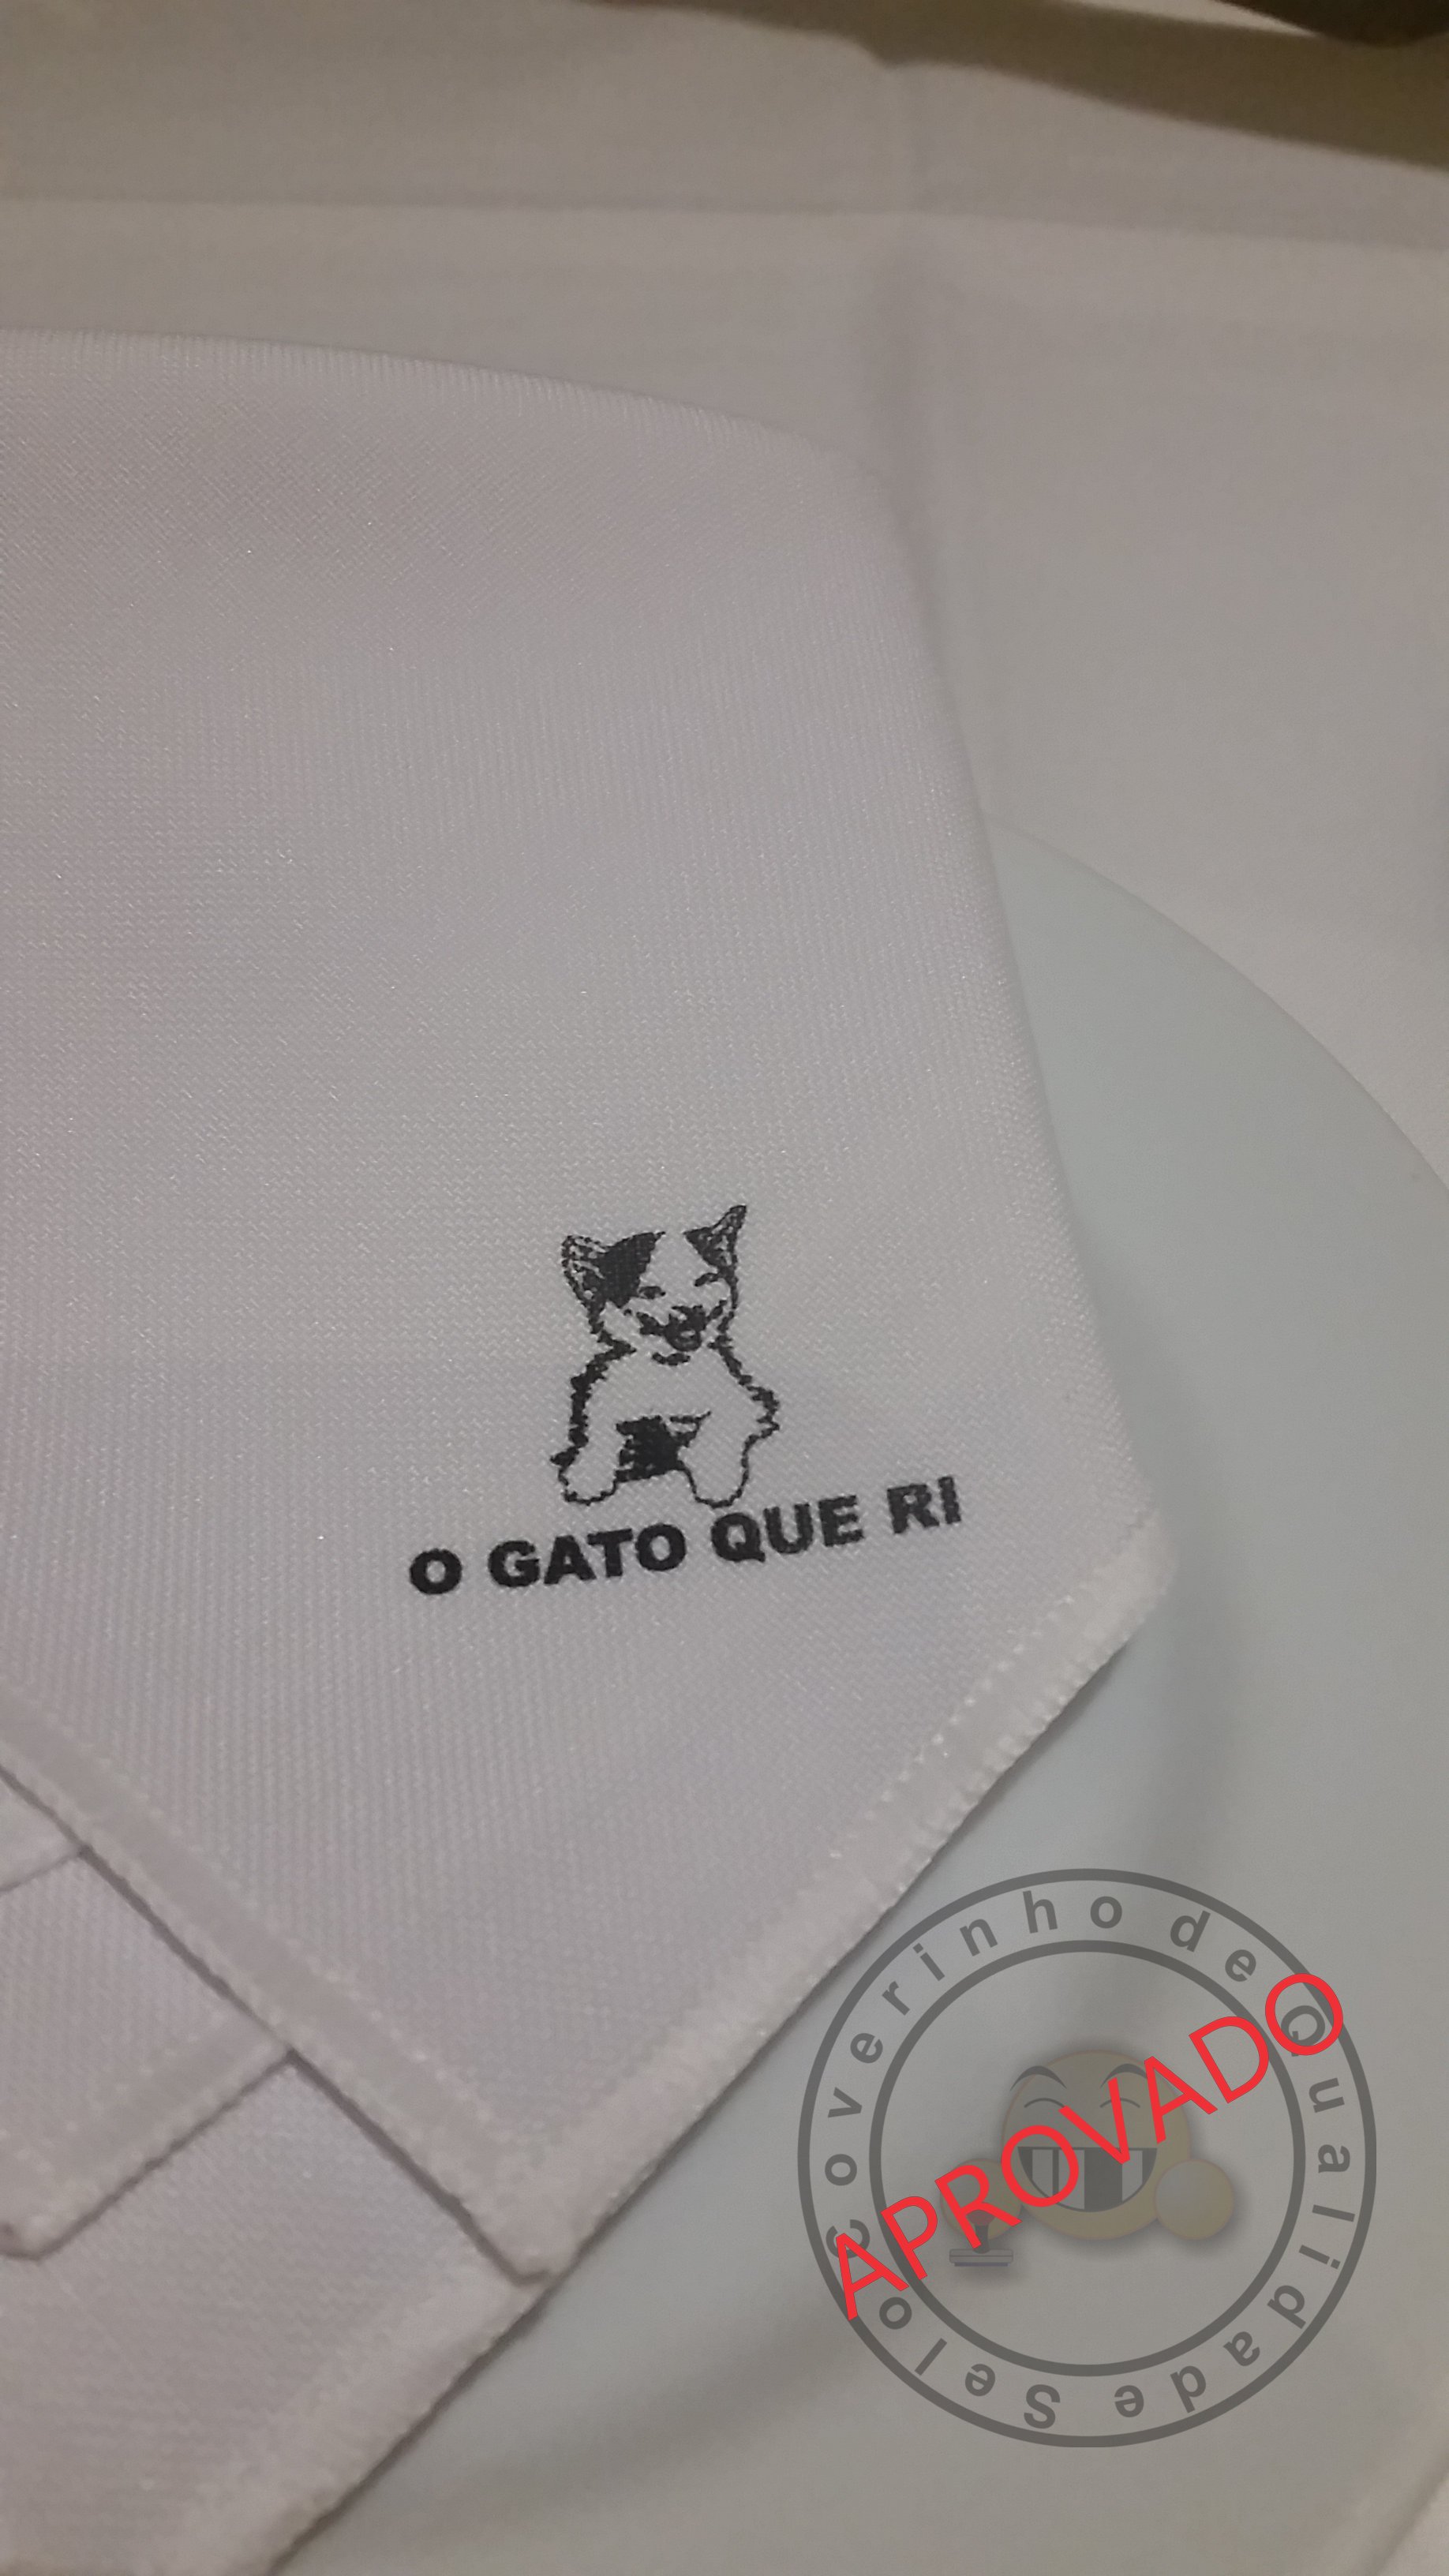 O GATO QUE RI
Selo Coverinho de Qualidade
APROVADO